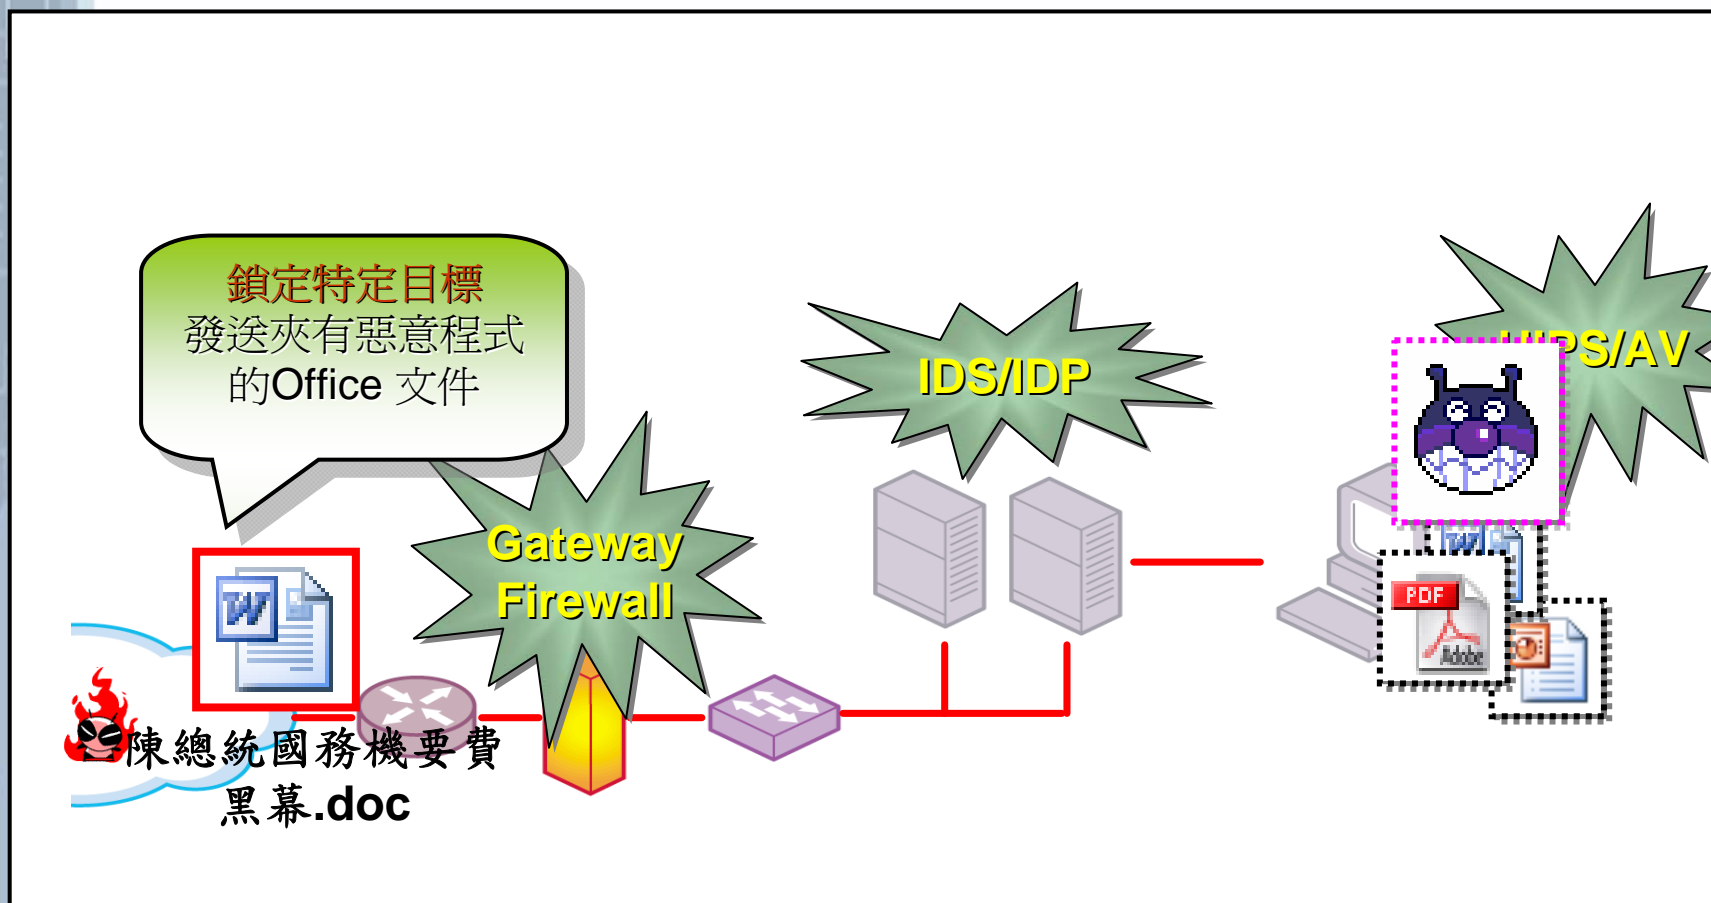 鎖定特定目標
發送夾有惡意程式
的Office 文件
IDS/IDP
PS/AV
Gateway
Firewall
W
PDF
Adobe
陳總統國務機要費
黑幕.doc